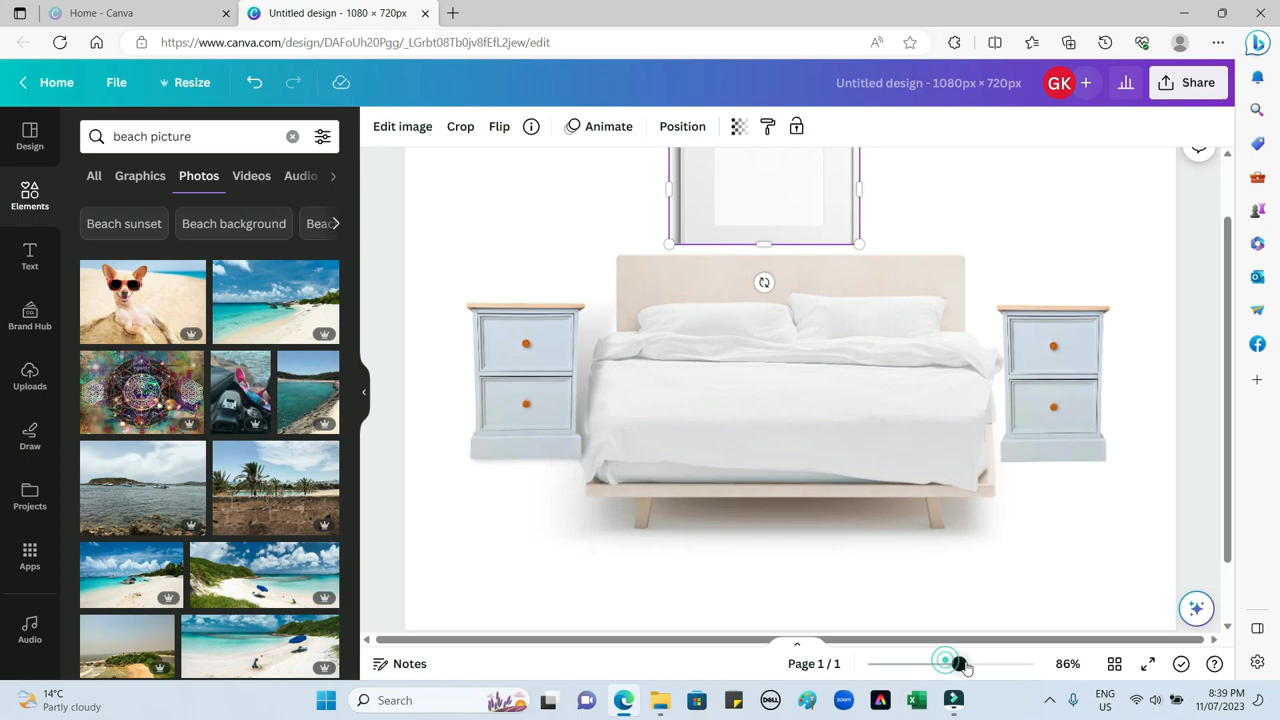 Home - Canva
Untitled design - 1080 × 720px
https://www.canva.com/design/DAFoUh20Pgg/_LGrbt08Tb0jv8fEfL2jew/edit
Home
File
Resize
Untitled design - 1080px × 720px
GK
Share
Design
Elements
Text
Brand Hub
Uploads
Draw
Projects
Apps
Audio
beach picture
All
Graphics
Photos
Videos
Audio
Beach sunset
Beach background
Edit image
Crop
Flip
Animate
Position
Notes
Page 1 / 1
86%
14°C
Partly cloudy
Search
DELL
zoom
ENG
US
8:39 PM
11/07/2023